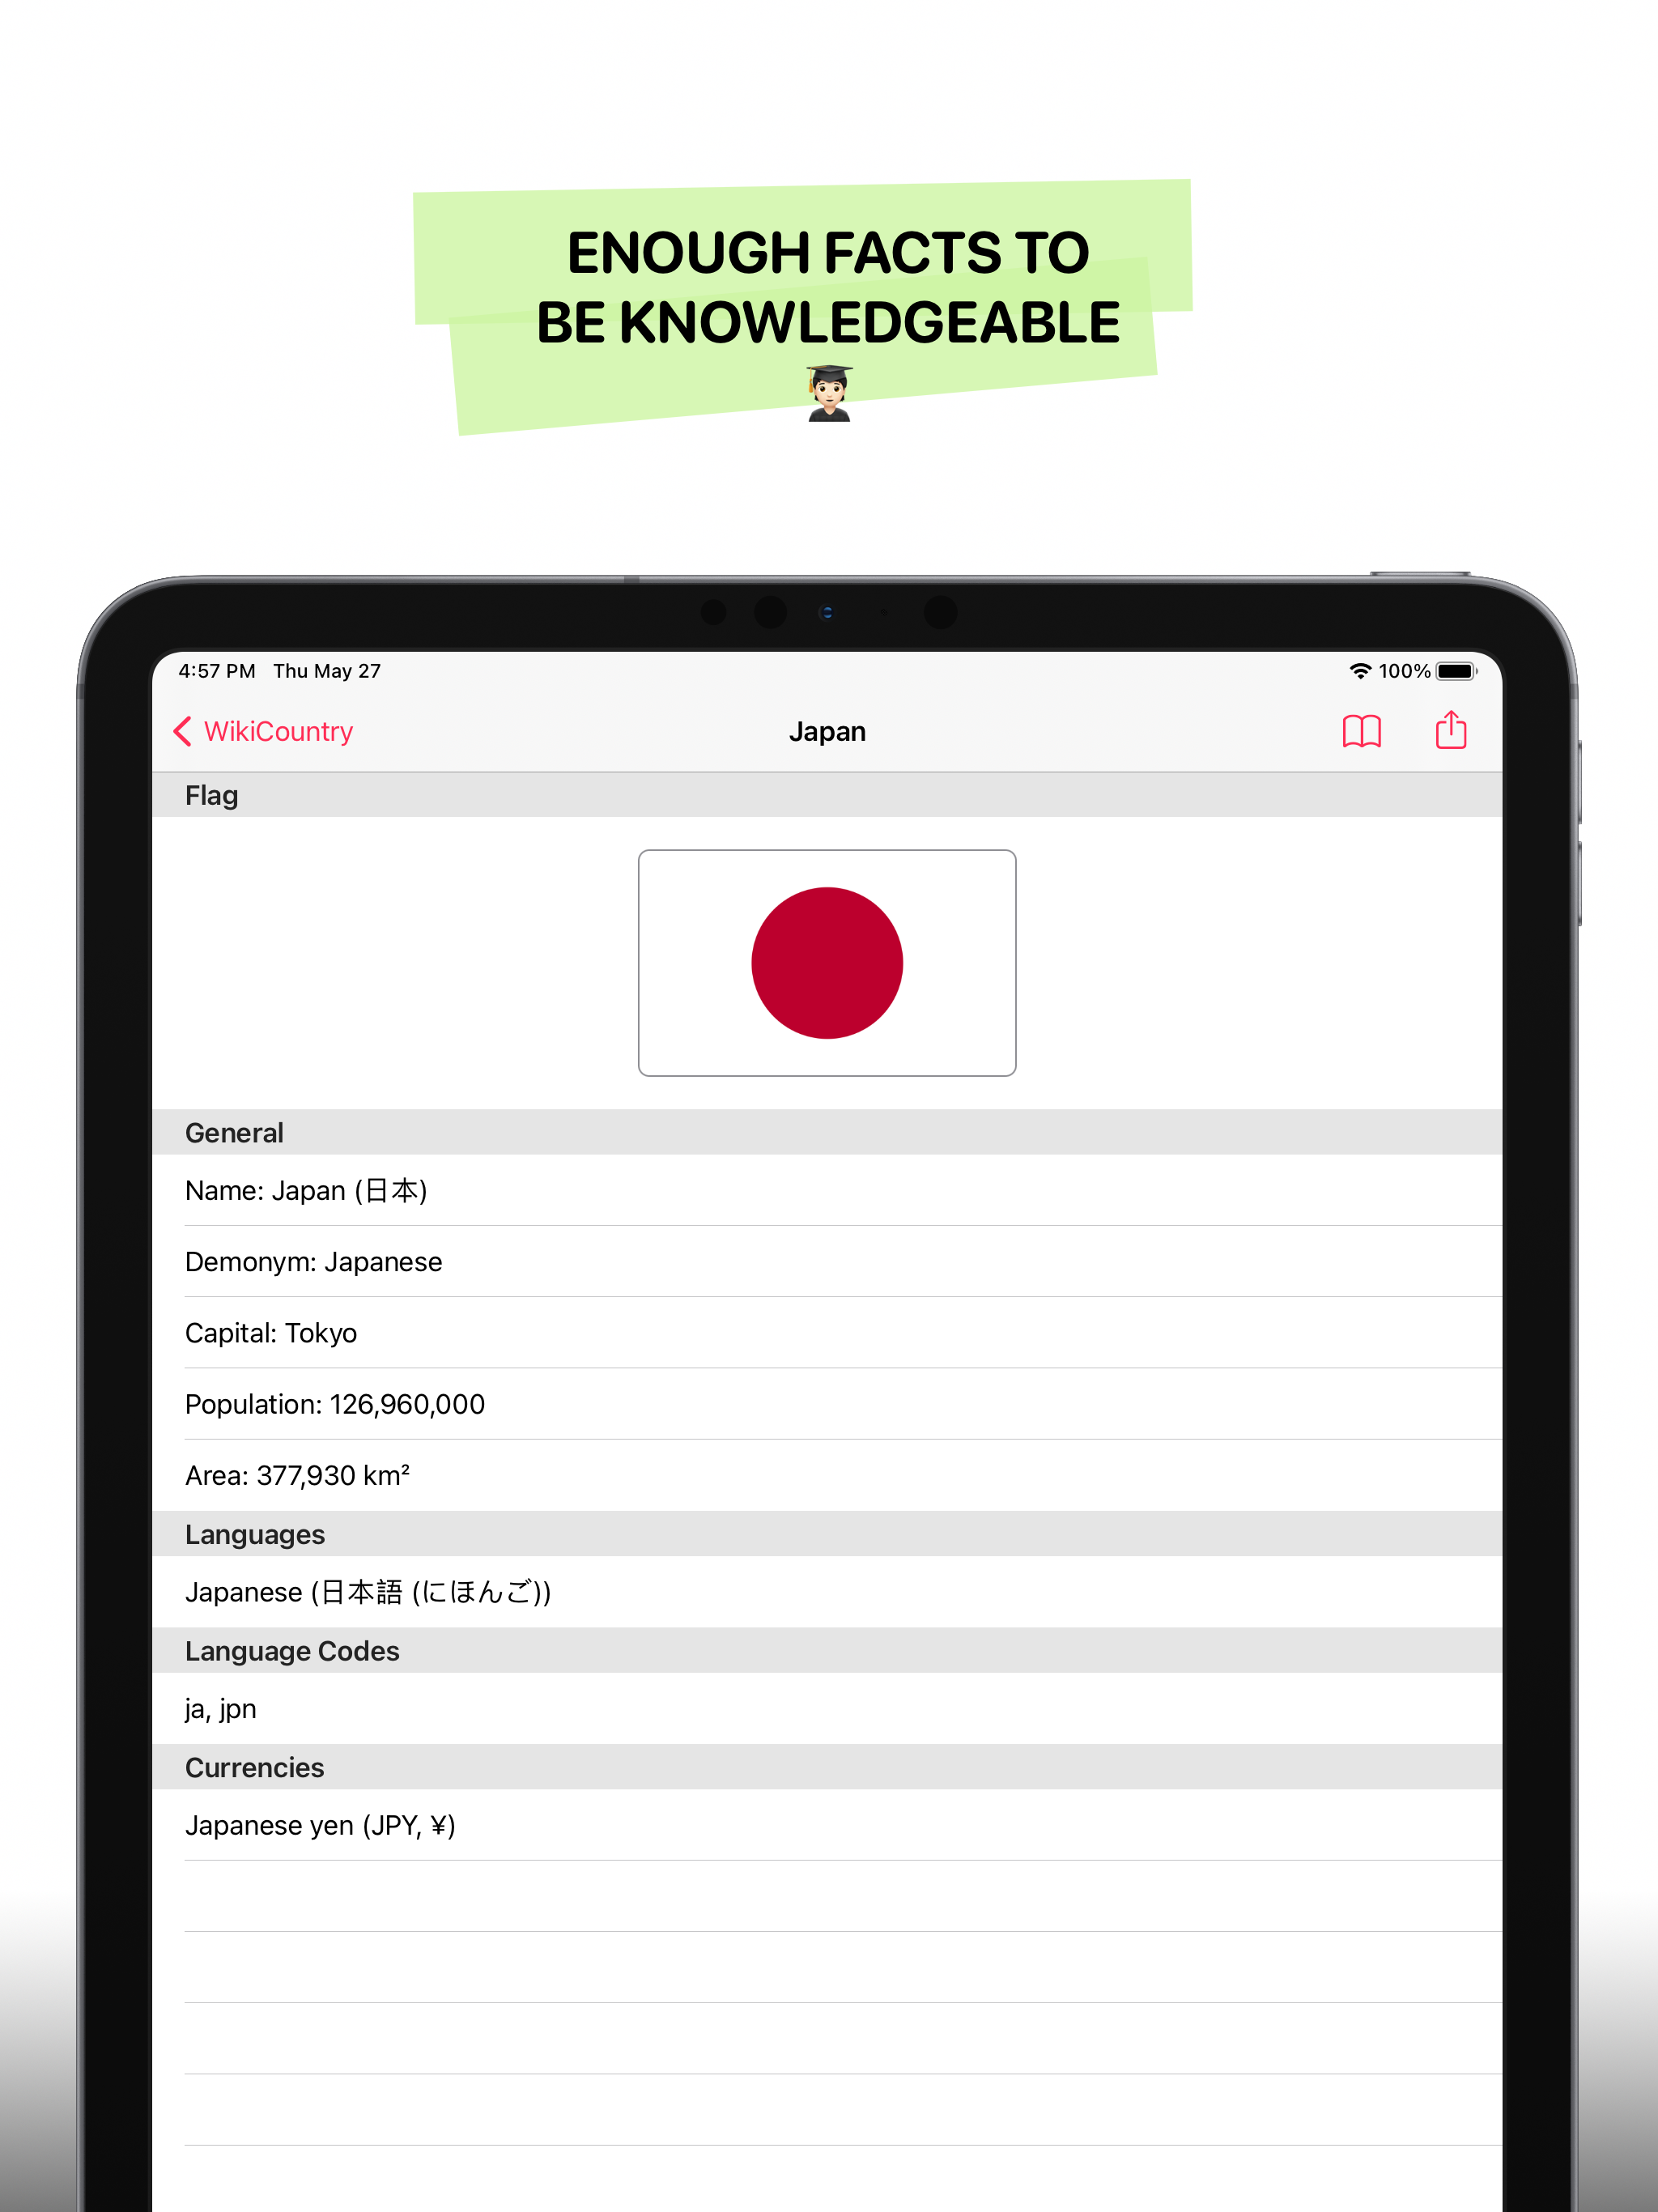 ENOUGH FACTS TO
BE KNOWLEDGEABLE
4:57 PM Thu May 27
100%
WikiCountry
Japan
Flag
General
Name: Japan (日本)
Demonym: Japanese
Capital: Tokyo
Population: 126,960,000
Area: 377,930 km²
Languages
Japanese (日本語 (にほんご))
Language Codes
ja, jpn
Currencies
Japanese yen (JPY, ¥)